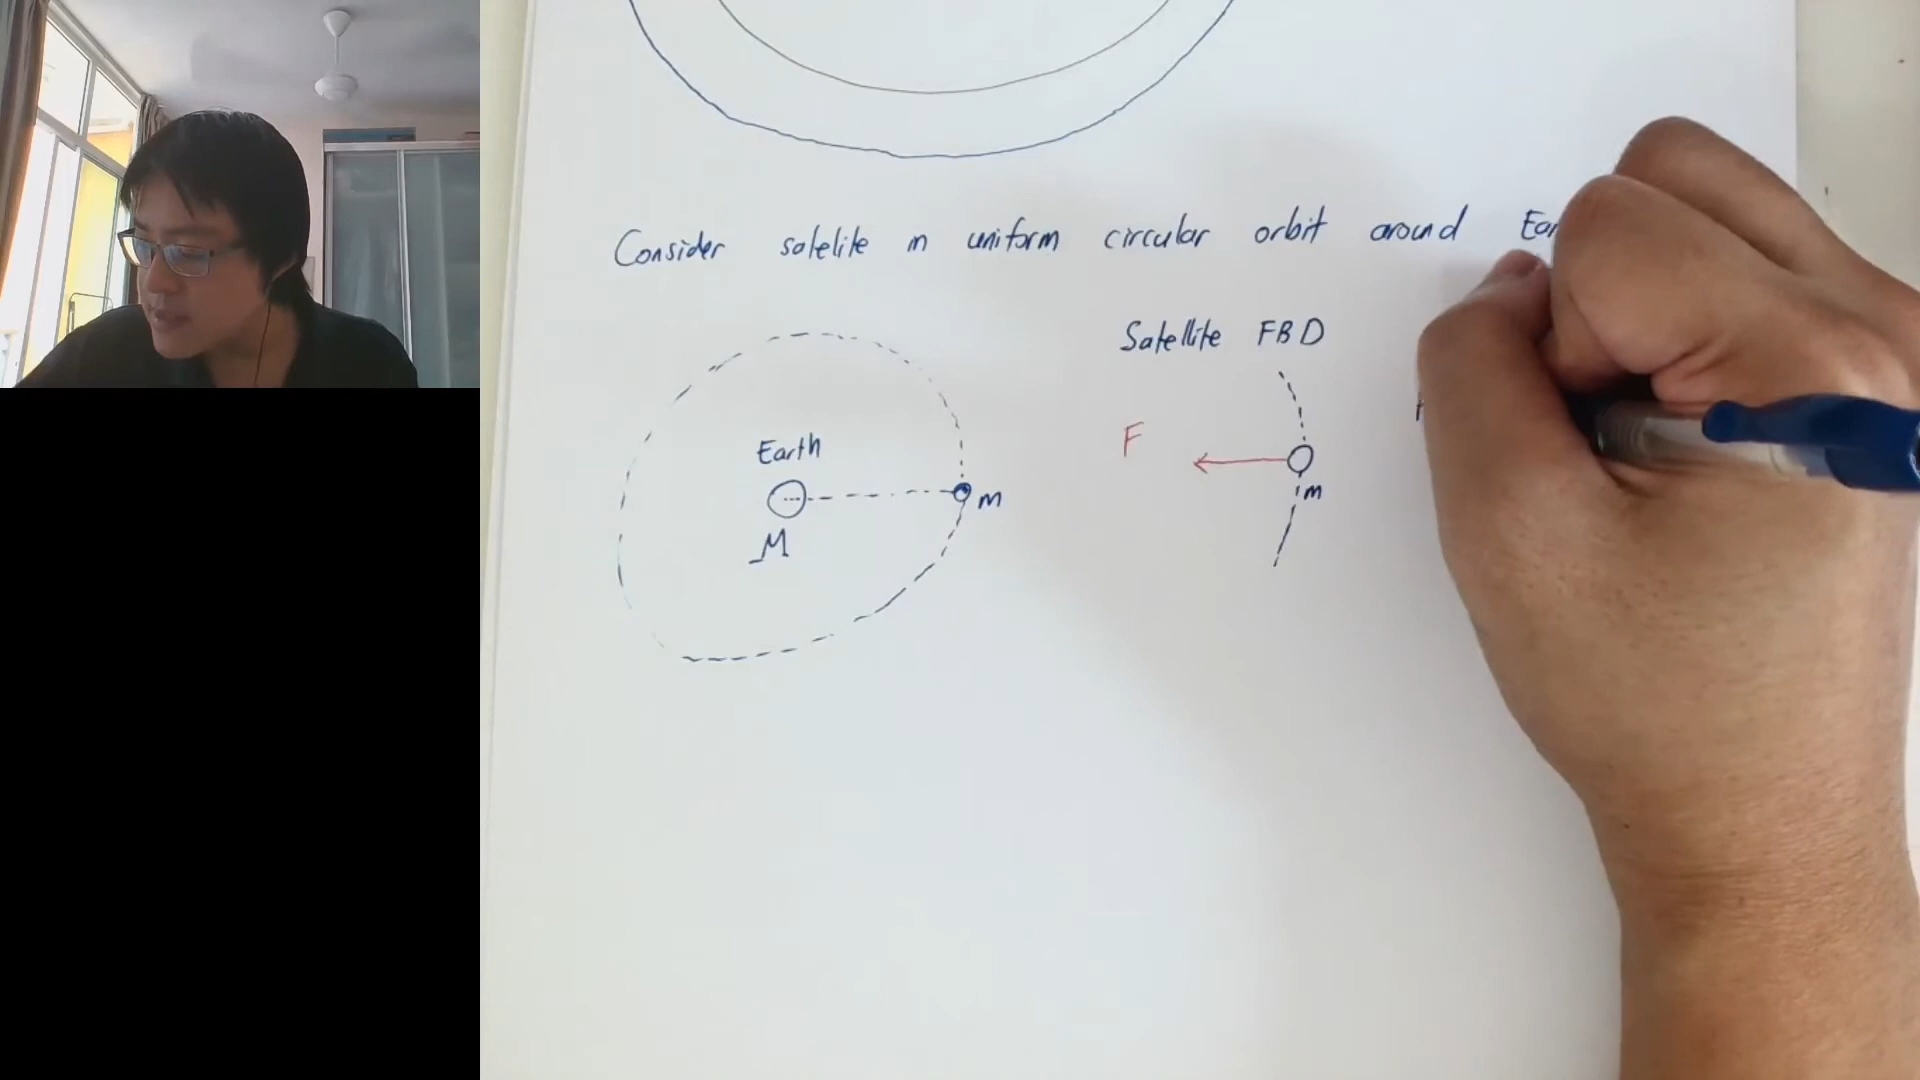 Consider satelite in uniform circular orbit around
Satellite FBD
Earth
F
m
m
M